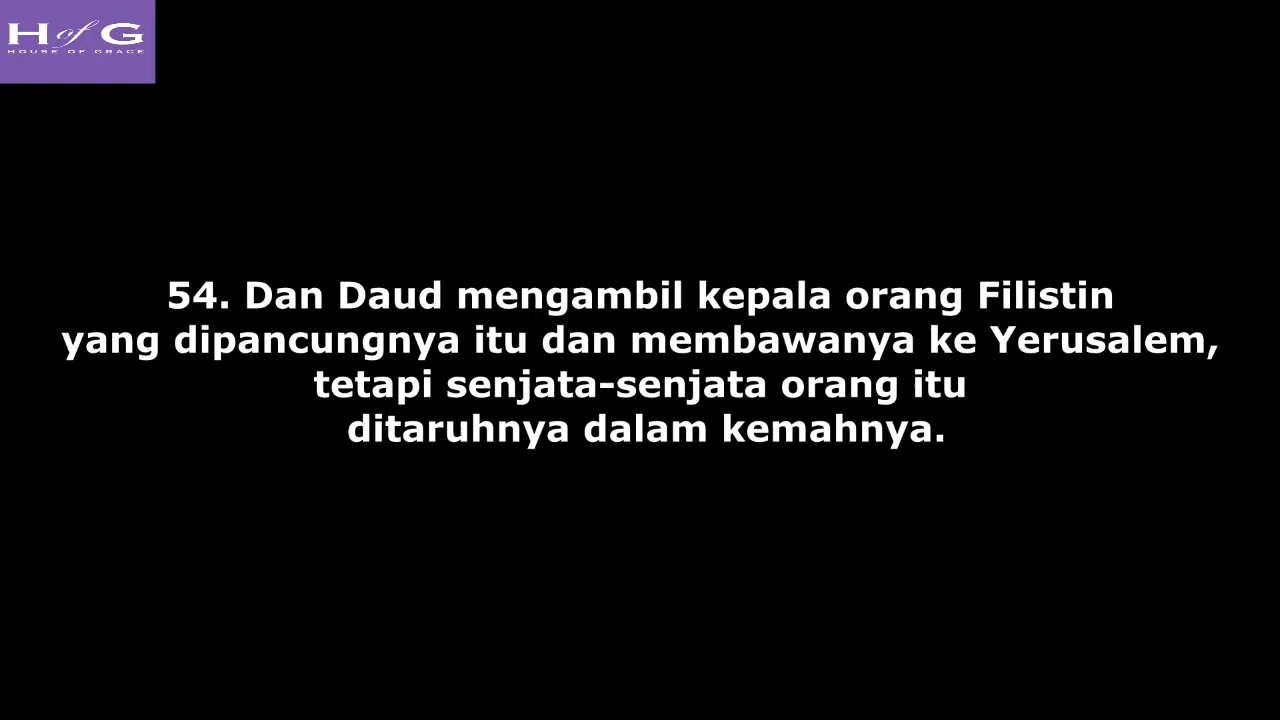 H of G
HOUSE OF GRACE
54. Dan Daud mengambil kepala orang Filistin
yang dipancungnya itu dan membawanya ke Yerusalem,
tetapi senjata-senjata orang itu
ditaruhnya dalam kemahnya.